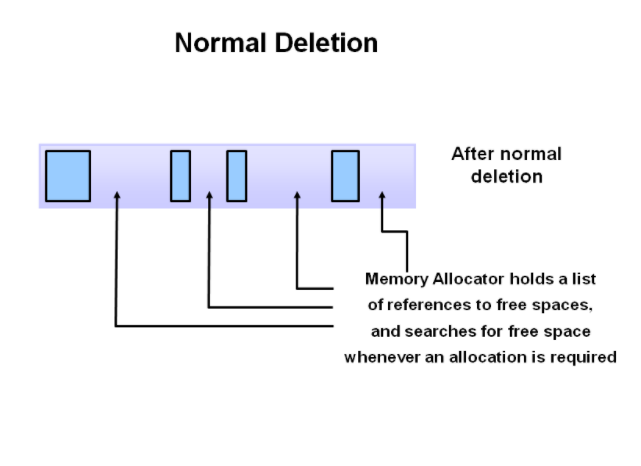 Normal Deletion
After normal
deletion
Memory Allocator holds a list
of references to free spaces,
and searches for free space
whenever an allocation is required